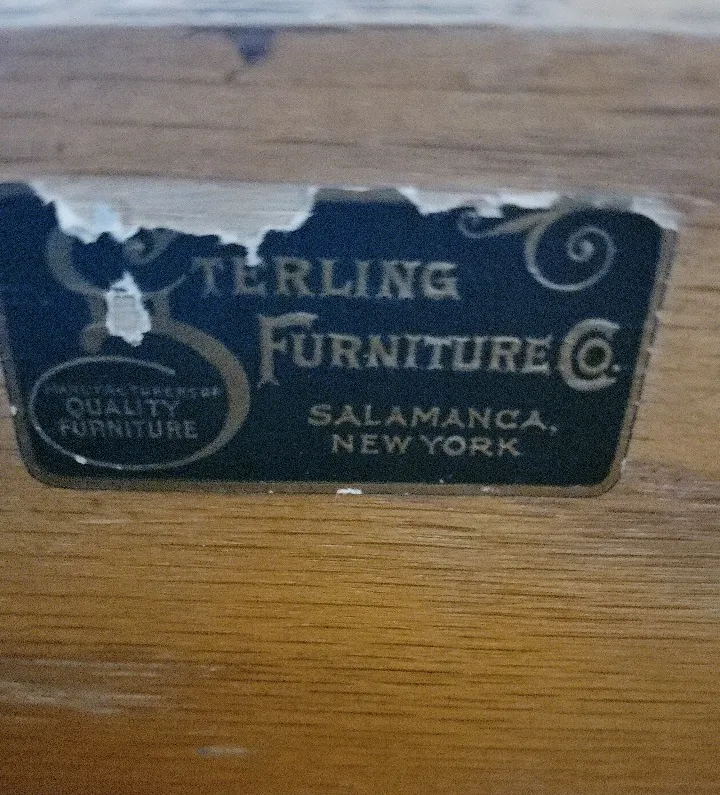 STERLING
FURNITURE CO.
MANUFACTURERS OF
QUALITY
FURNITURE
SALAMANCA,
NEW YORK